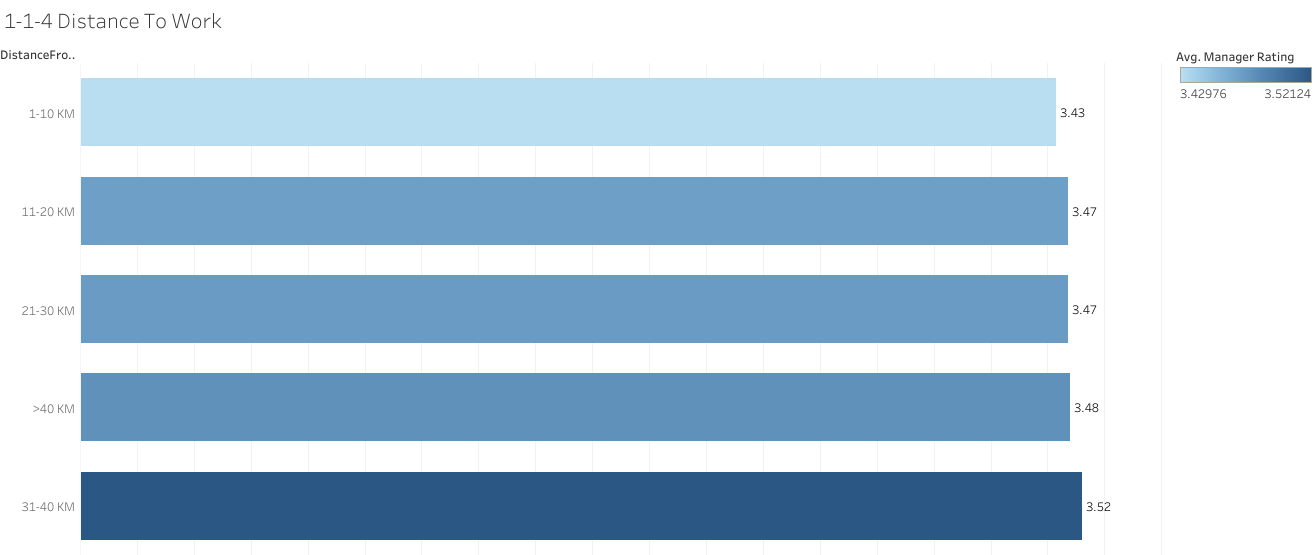 1-1-4 Distance To Work
DistanceFro..
Avg. Manager Rating
3.42976 3.52124
1-10 KM 3.43
11-20 KM 3.47
21-30 KM 3.47
>40 KM 3.48
31-40 KM 3.52